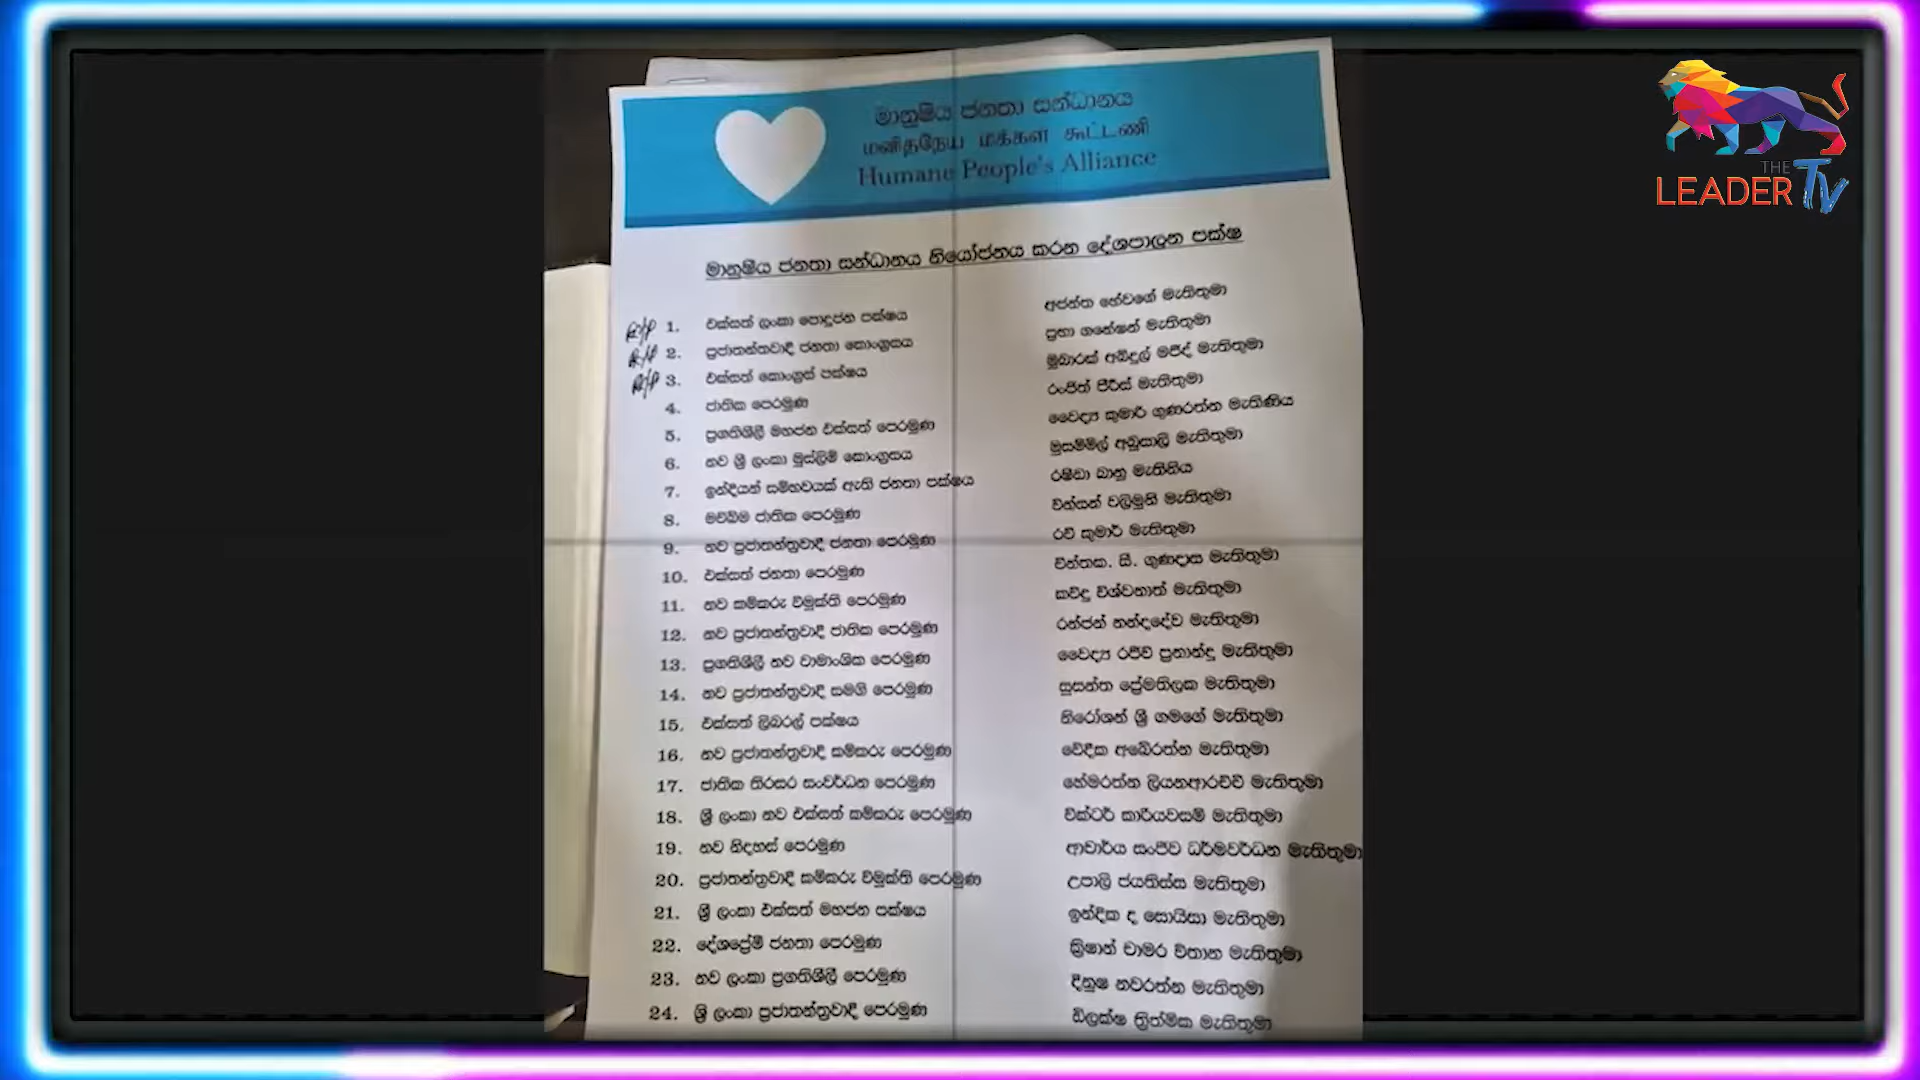 THE
LEADER TV
මානුෂීය ජනතා සන්ධානය
மனிதநேய மக்கள் கூட்டணி
Humane People's Alliance
මානුෂීය ජනතා සන්ධානය නියෝජනය කරන දේශපාලන පක්ෂ
1. එක්සත් ලංකා පොදුජන පක්ෂය අජන්ත හේවගේ මැතිතුමා
2. ප්‍රජාතන්තවාදී ජනතා කොංග්‍රසය ප්‍රභා ගනේෂන් මැතිතුමා
3. එක්සත් කොංග්‍රස් පක්ෂය මුබාරක් අබ්දුල් මජීද් මැතිතුමා
4. ජාතික පෙරමුණ රංජිත් පීරිස් මැතිතුමා
5. ප්‍රගතිශීලී මහජන එක්සත් පෙරමුණ වෛද්‍ය කුමාරි ගුණරත්න මැතිණිය
6. නව ශ්‍රී ලංකා මුස්ලිම් කොංග්‍රසය මුසම්මිල් අබුසාලි මැතිතුමා
7. ඉන්දියන් සම්භවයක් ඇති ජනතා පක්ෂය රෂීඩා බානු මැතිනිය
8. මව්බිම ජාතික පෙරමුණ වින්සන් වලිමුනි මැතිතුමා
9. නව ප්‍රජාතන්ත්‍රවාදී ජනතා පෙරමුණ රවි කුමාර් මැතිතුමා
10. එක්සත් ජනතා පෙරමුණ චින්තක. සී. ගුණදාස මැතිතුමා
11. නව කම්කරු විමුක්ති පෙරමුණ කවිදු විශ්වනාත් මැතිතුමා
12. නව ප්‍රජාතන්ත්‍රවාදී ජාතික පෙරමුණ රන්ජන් නන්දදේව මැතිතුමා
13. ප්‍රගතිශීලී නව වාමාංශික පෙරමුණ වෛද්‍ය රජීව් ප්‍රනාන්දු මැතිතුමා
14. නව ප්‍රජාතන්ත්‍රවාදී සමගි පෙරමුණ සුසන්ත ප්‍රේමතිලක මැතිතුමා
15. එක්සත් ලිබරල් පක්ෂය නිරෝශන් ශ්‍රී ගමගේ මැතිතුමා
16. නව ප්‍රජාතන්ත්‍රවාදී කම්කරු පෙරමුණ වේදික අබේරත්න මැතිතුමා
17. ජාතික තිරසර සංවර්ධන පෙරමුණ හේමරත්න ලියනආරච්චි මැතිතුමා
18. ශ්‍රී ලංකා නව එක්සත් කම්කරු පෙරමුණ වික්ටර් කාරියවසම් මැතිතුමා
19. නව නිදහස් පෙරමුණ ආචාර්ය සංජීව ධර්මවර්ධන මැතිතුමා
20. ප්‍රජාතන්ත්‍රවාදී කම්කරු විමුක්ති පෙරමුණ උපාලි ජයතිස්ස මැතිතුමා
21. ශ්‍රී ලංකා එක්සත් මහජන පක්ෂය ඉන්දික ද සොයිසා මැතිතුමා
22. දේශප්‍රේමී ජනතා පෙරමුණ ක්‍රිෂාන් චාමර විතාන මැතිතුමා
23. නව ලංකා ප්‍රගතිශීලී පෙරමුණ දිනූෂ නවරත්න මැතිතුමා
24. ශ්‍රී ලංකා ප්‍රජාතන්ත්‍රවාදී පෙරමුණ ඩිලක්ෂ මැතිතුමා